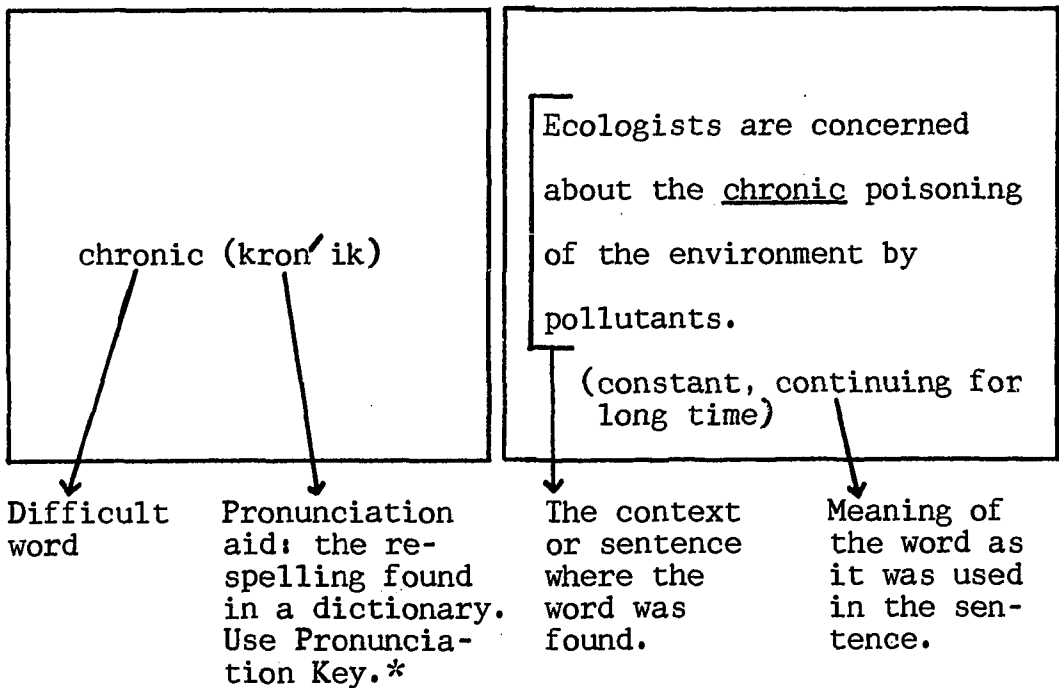 chronic (kron′ ik)
Ecologists are concerned
about the chronic poisoning
of the environment by
pollutants.
(constant, continuing for
long time)
Difficult
word
Pronunciation
aid: the re-
spelling found
in a dictionary.
Use Pronuncia-
tion Key.*
The context
or sentence
where the
word was
found.
Meaning of
the word as
it was used
in the sen-
tence.